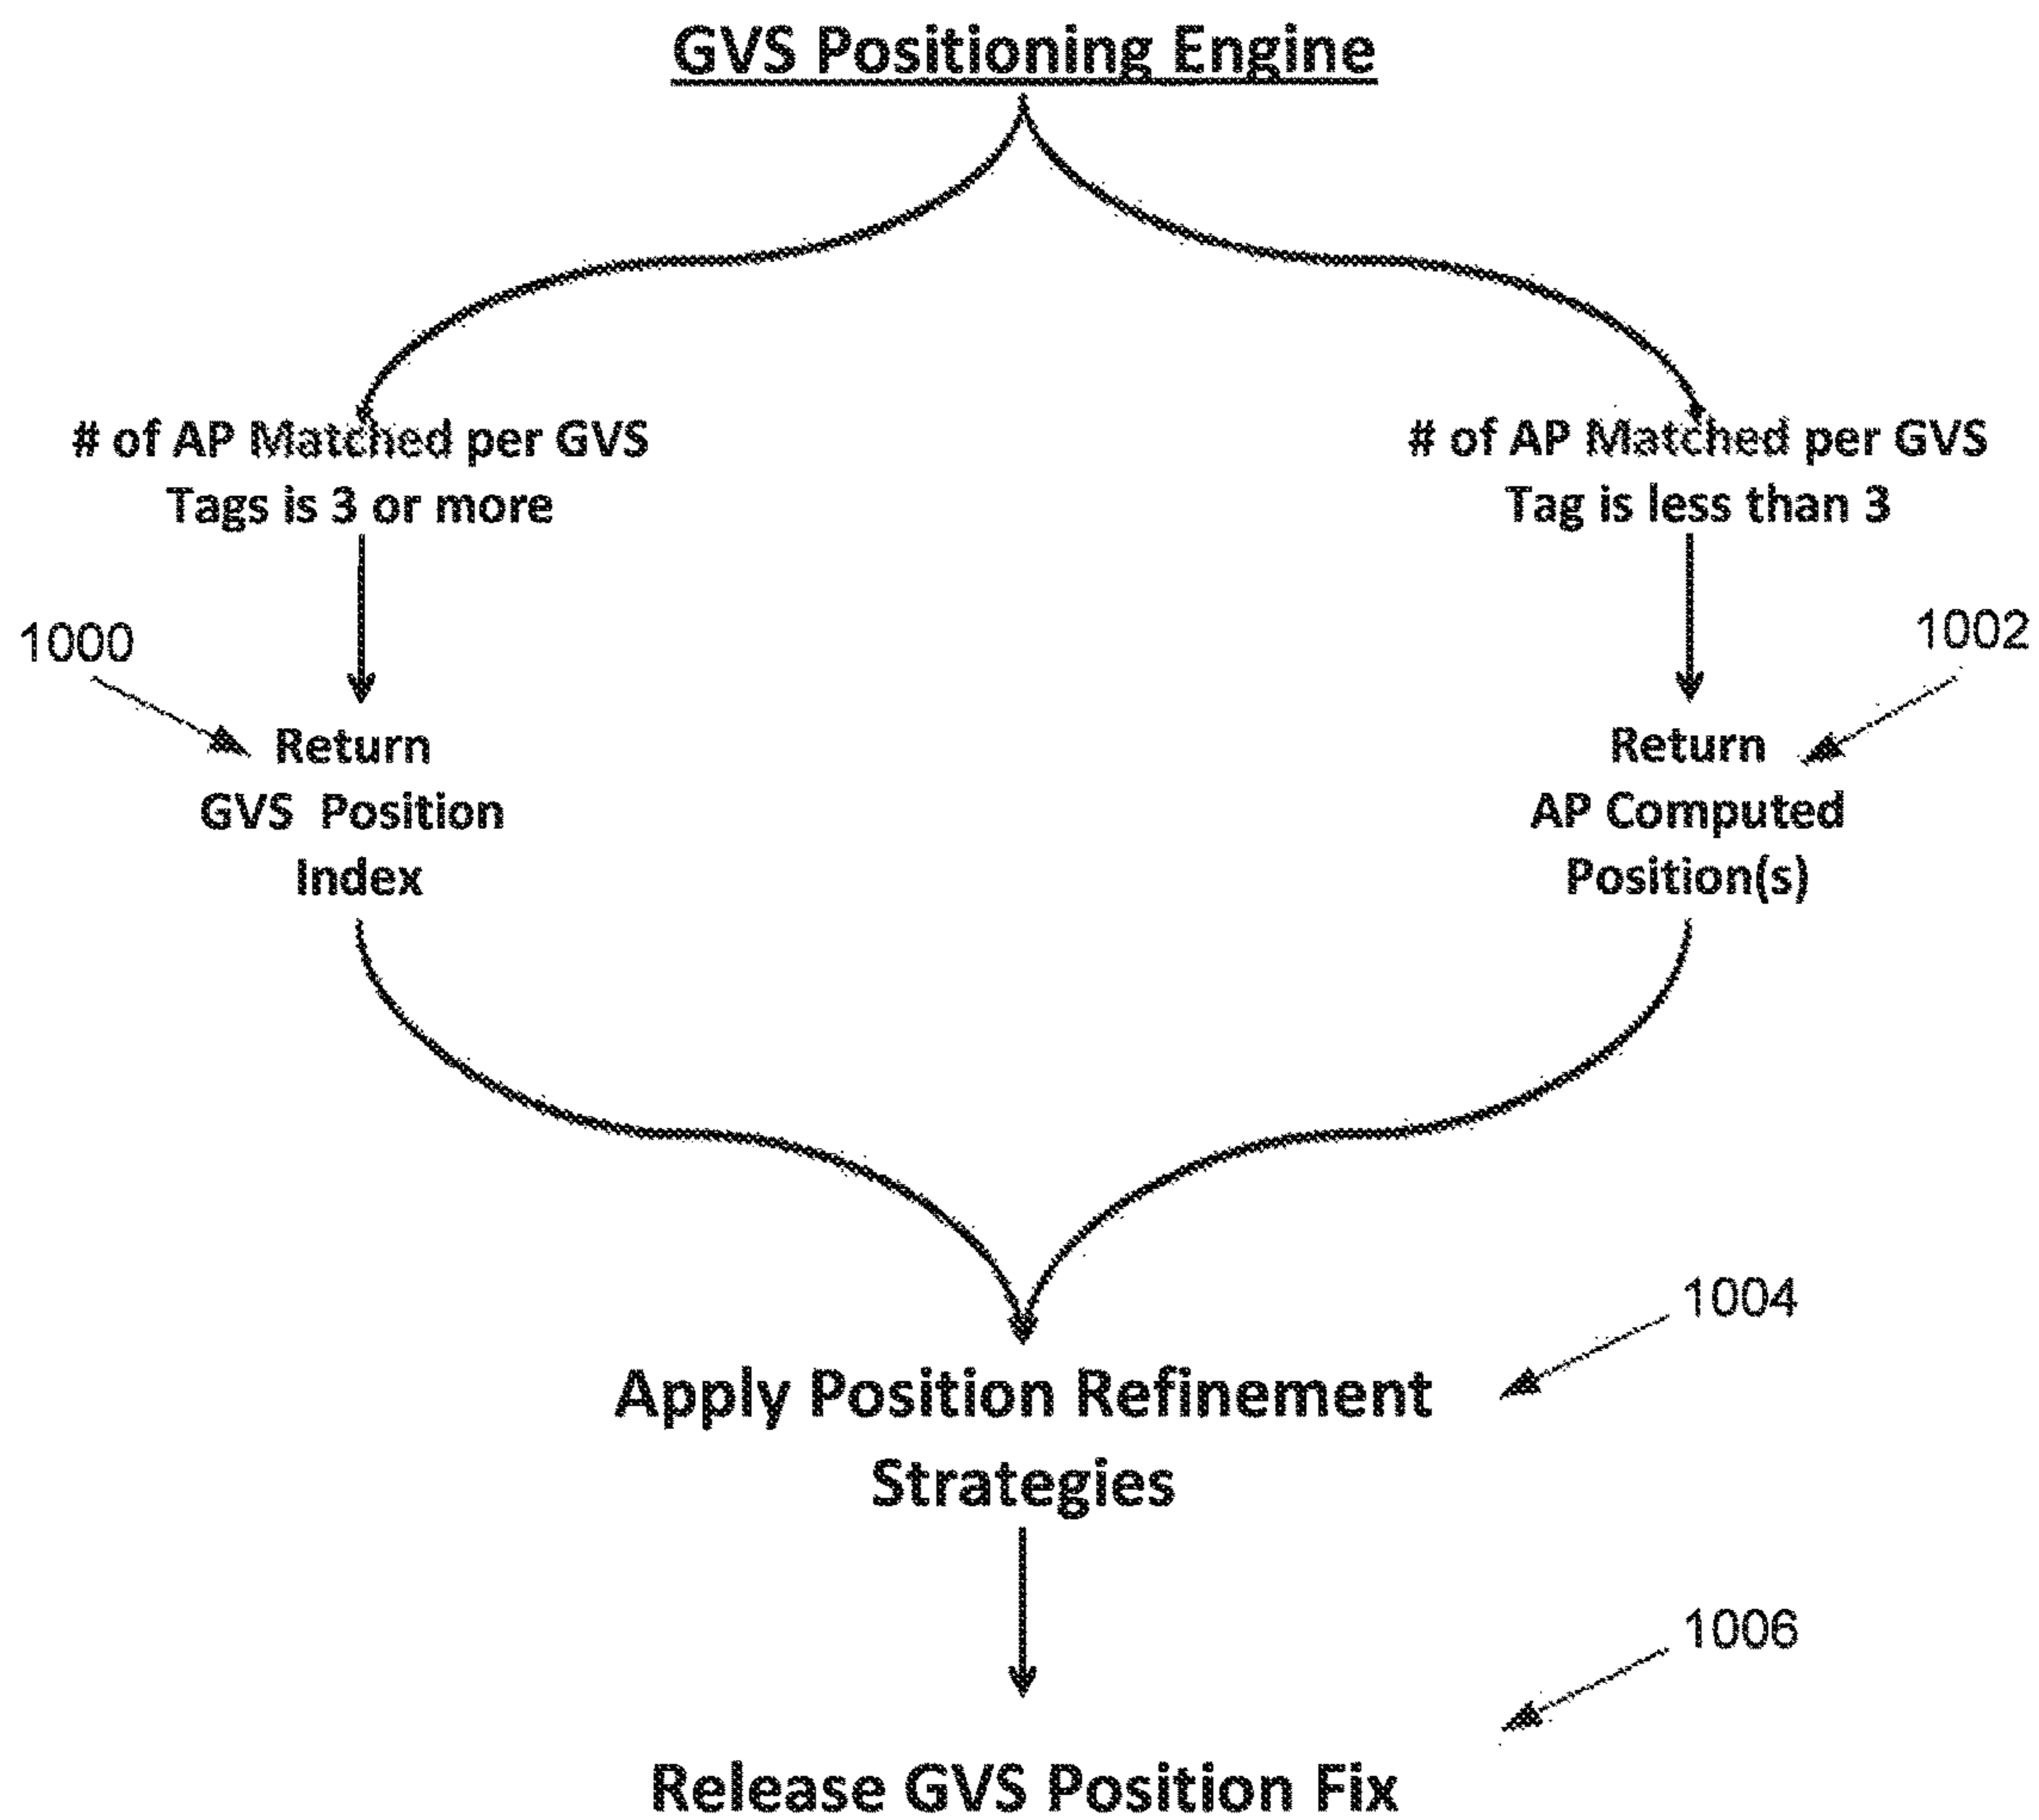 GVS Positioning Engine
# of AP Matched per GVS
Tags is 3 or more
# of AP Matched per GVS
Tag is less than 3
1000
1002
Return
GVS Position
Index
Return
AP Computed
Position(s)
1004
Apply Position Refinement
Strategies
1006
Release GVS Position Fix